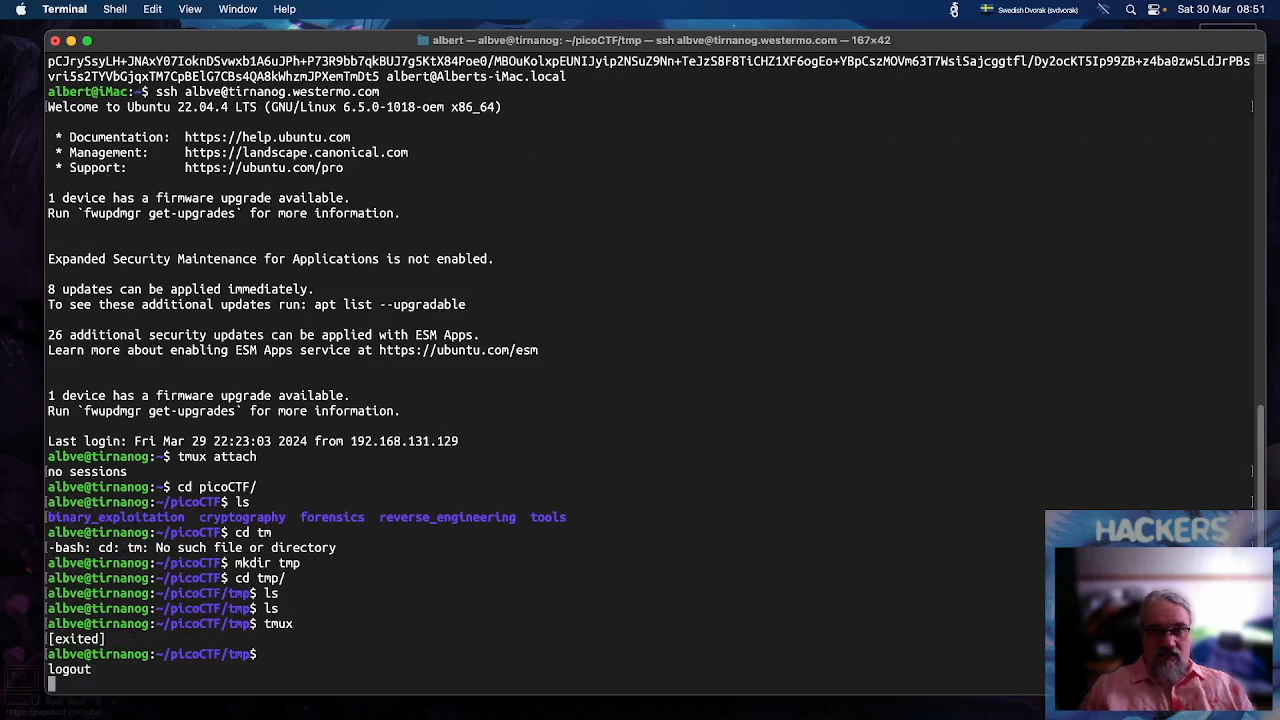 Terminal Shell Edit View Window Help Swedish Dvorak (svdvorak) Sat 30 Mar 08:51
albert — albve@tirnanog: ~/picoCTF/tmp — ssh albve@tirnanog.westermo.com — 167×42
vri5s2TYVbGjqxTM7CpBElG7CBs4QA8kWhzmJPXemTmDt5 albert@Alberts-iMac.local
albert@iMac:~$ ssh albve@tirnanog.westermo.com
Welcome to Ubuntu 22.04.4 LTS (GNU/Linux 6.5.0-1018-oem x86_64)
* Documentation: https://help.ubuntu.com
* Management: https://landscape.canonical.com
* Support: https://ubuntu.com/pro
1 device has a firmware upgrade available.
Run `fwupdmgr get-upgrades` for more information.
Expanded Security Maintenance for Applications is not enabled.
8 updates can be applied immediately.
To see these additional updates run: apt list --upgradable
26 additional security updates can be applied with ESM Apps.
Learn more about enabling ESM Apps service at https://ubuntu.com/esm
1 device has a firmware upgrade available.
Run `fwupdmgr get-upgrades` for more information.
Last login: Fri Mar 29 22:23:03 2024 from 192.168.131.129
albve@tirnanog:~$ tmux attach
no sessions
albve@tirnanog:~$ cd picoCTF/
albve@tirnanog:~/picoCTF$ ls
binary_exploitation cryptography forensics reverse_engineering tools
albve@tirnanog:~/picoCTF$ cd tm
-bash: cd: tm: No such file or directory
albve@tirnanog:~/picoCTF$ mkdir tmp
albve@tirnanog:~/picoCTF$ cd tmp/
albve@tirnanog:~/picoCTF/tmp$ ls
albve@tirnanog:~/picoCTF/tmp$ ls
albve@tirnanog:~/picoCTF/tmp$ tmux
[exited]
albve@tirnanog:~/picoCTF/tmp$
logout
HACKERS